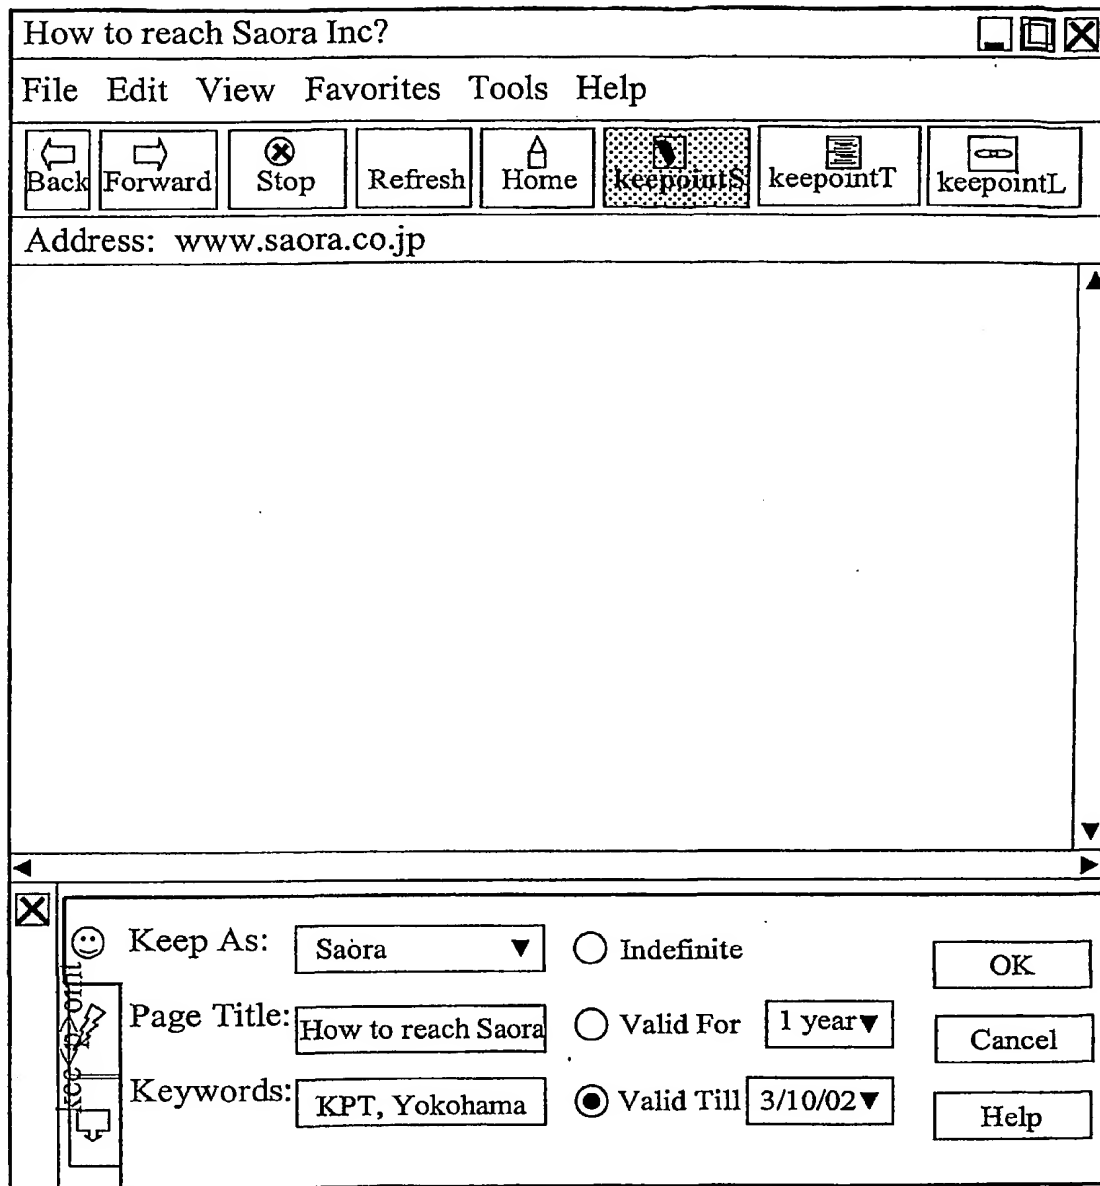 How to reach Saora Inc?
File Edit View Favorites Tools Help
Back Forward Stop Refresh Home keepointS keepointT keepointL
Address: www.saora.co.jp
Keep As: Saora Indefinite OK
Page Title: How to reach Saora Valid For 1 year Cancel
Keywords: KPT, Yokohama Valid Till 3/10/02 Help